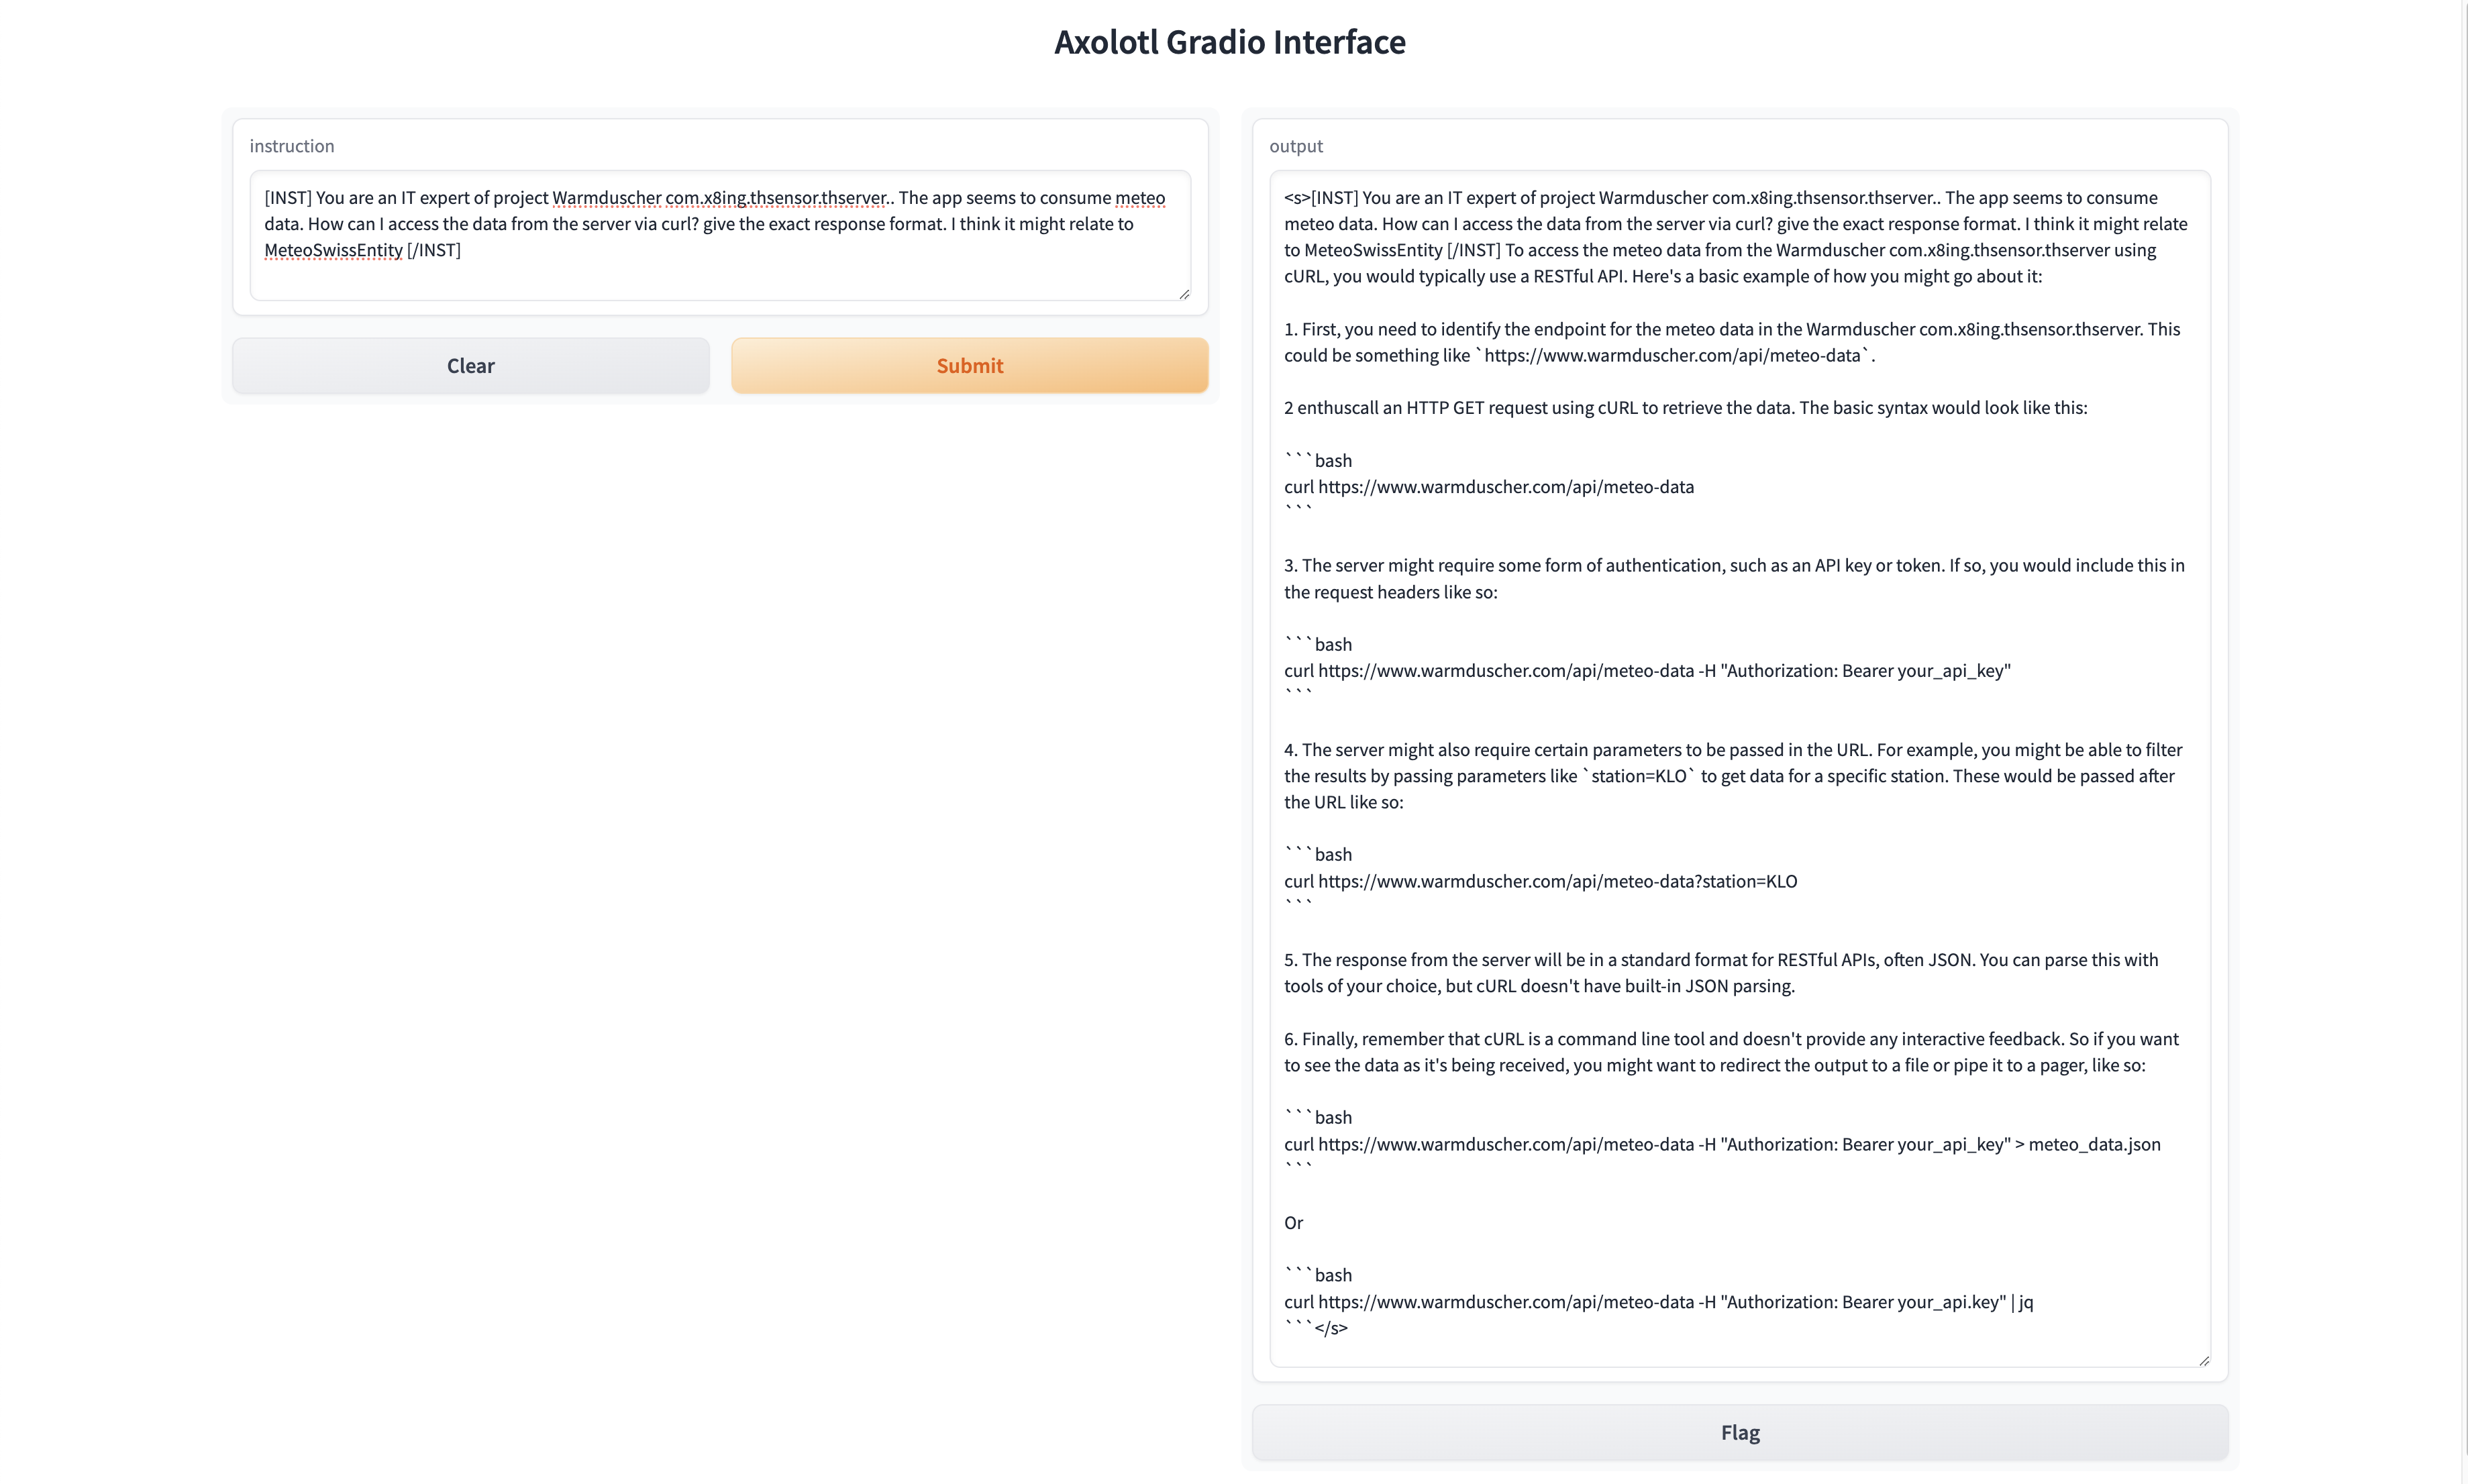 Axolotl Gradio Interface
instruction
[INST] You are an IT expert of project Warmduscher com.x8ing.thsensor.thserver.. The app seems to consume meteo
data. How can I access the data from the server via curl? give the exact response format. I think it might relate to
MeteoSwissEntity [/INST]
Clear
Submit
output
<s>[INST] You are an IT expert of project Warmduscher com.x8ing.thsensor.thserver.. The app seems to consume
meteo data. How can I access the data from the server via curl? give the exact response format. I think it might relate
to MeteoSwissEntity [/INST] To access the meteo data from the Warmduscher com.x8ing.thsensor.thserver using
cURL, you would typically use a RESTful API. Here's a basic example of how you might go about it:
1. First, you need to identify the endpoint for the meteo data in the Warmduscher com.x8ing.thsensor.thserver. This
could be something like `https://www.warmduscher.com/api/meteo-data`.
2 enthuscall an HTTP GET request using cURL to retrieve the data. The basic syntax would look like this:
```bash
curl https://www.warmduscher.com/api/meteo-data
```
3. The server might require some form of authentication, such as an API key or token. If so, you would include this in
the request headers like so:
```bash
curl https://www.warmduscher.com/api/meteo-data -H "Authorization: Bearer your_api_key"
```
4. The server might also require certain parameters to be passed in the URL. For example, you might be able to filter
the results by passing parameters like `station=KLO` to get data for a specific station. These would be passed after
the URL like so:
```bash
curl https://www.warmduscher.com/api/meteo-data?station=KLO
```
5. The response from the server will be in a standard format for RESTful APIs, often JSON. You can parse this with
tools of your choice, but cURL doesn't have built-in JSON parsing.
6. Finally, remember that cURL is a command line tool and doesn't provide any interactive feedback. So if you want
to see the data as it's being received, you might want to redirect the output to a file or pipe it to a pager, like so:
```bash
curl https://www.warmduscher.com/api/meteo-data -H "Authorization: Bearer your_api_key" > meteo_data.json
```
Or
```bash
curl https://www.warmduscher.com/api/meteo-data -H "Authorization: Bearer your_api.key" | jq
```</s>
Flag